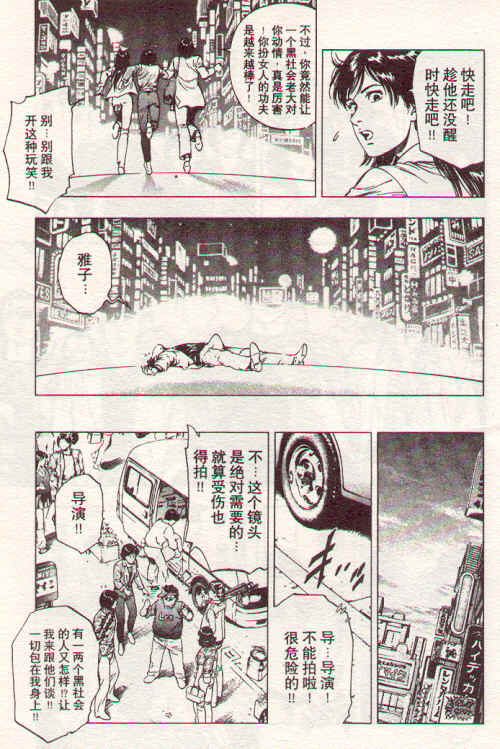 快走吧！
趁他还没醒
时快走吧!!
不过，你竟然能让
一个黑社会老大对
你动情，真是厉害
！你扮女人的功夫
是越来越棒了！
别…别跟我
开这种玩笑!!
雅子…
导…导演！
不能拍啦！
很危险的!!
不…这个镜头
是绝对需要的…
就算受伤也
得拍!!
导演!!
有一两个黑社会
的人又怎样!?让
我来跟他们谈!!
一切包在我身上!!
ハイテッカ